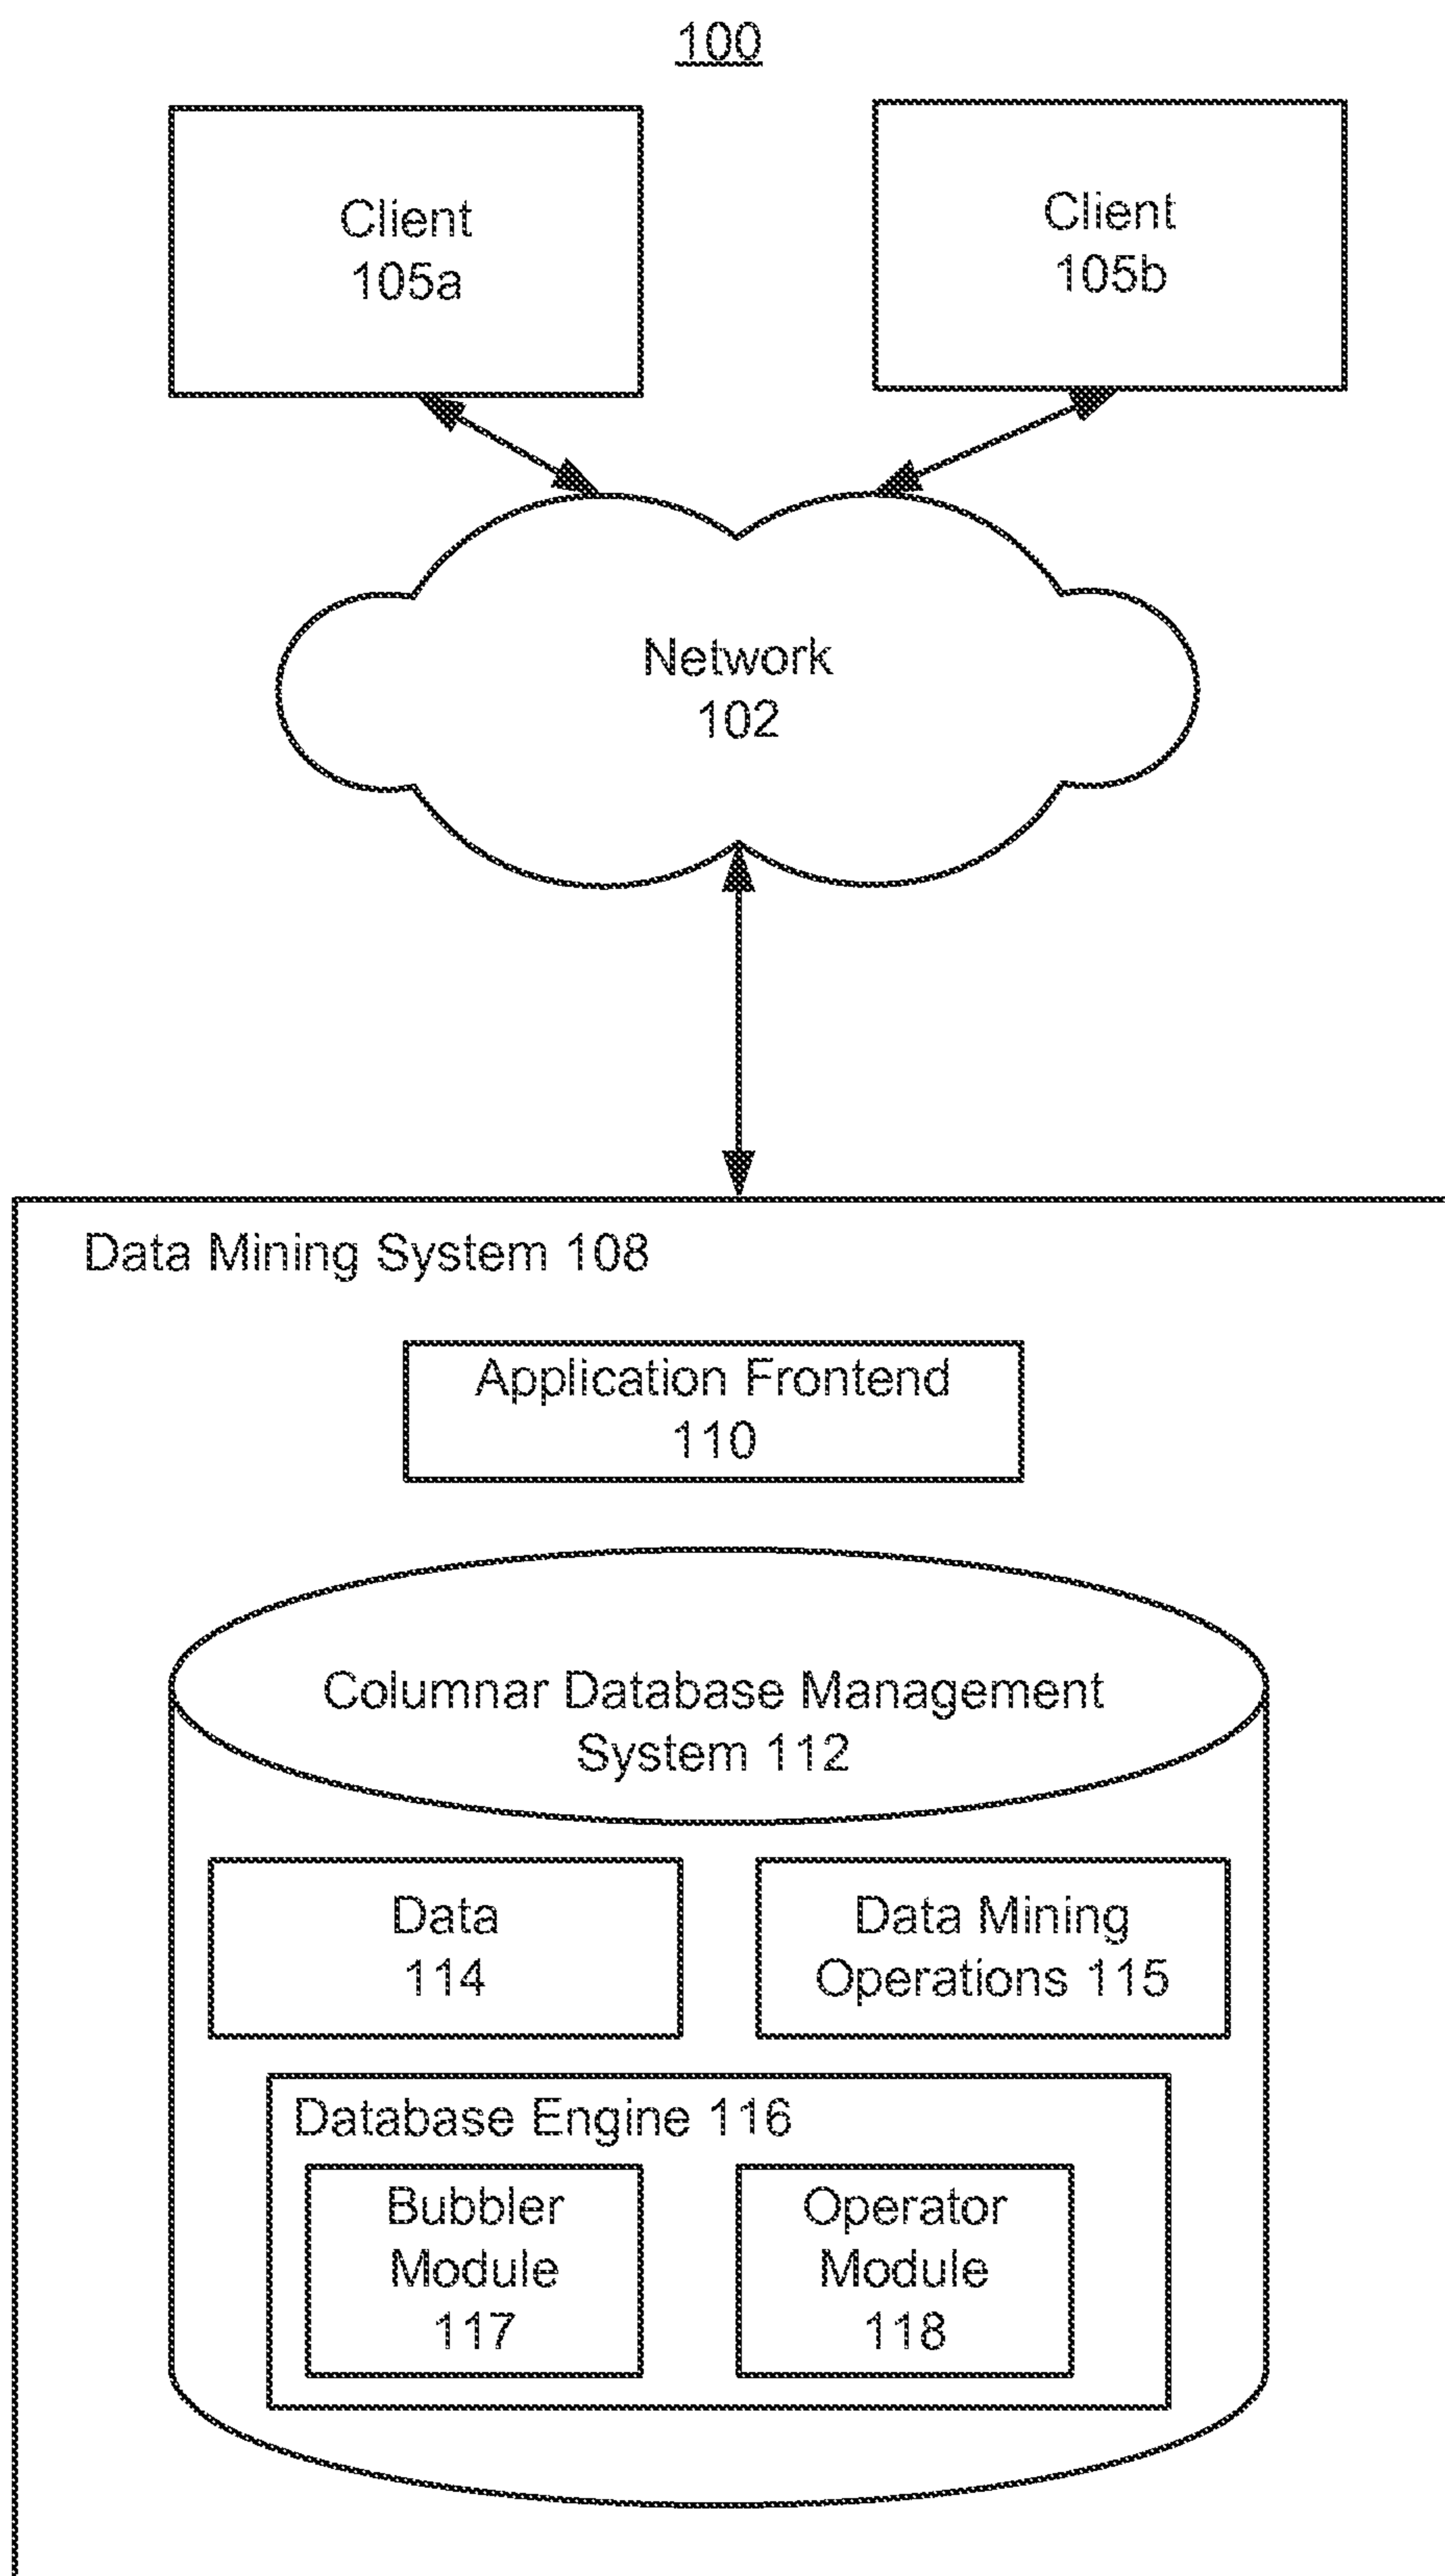 100
Client
105a
Client
105b
Network
102
Data Mining System 108
Application Frontend
110
Columnar Database Management
System 112
Data
114
Data Mining
Operations 115
Database Engine 116
Bubbler
Module
117
Operator
Module
118